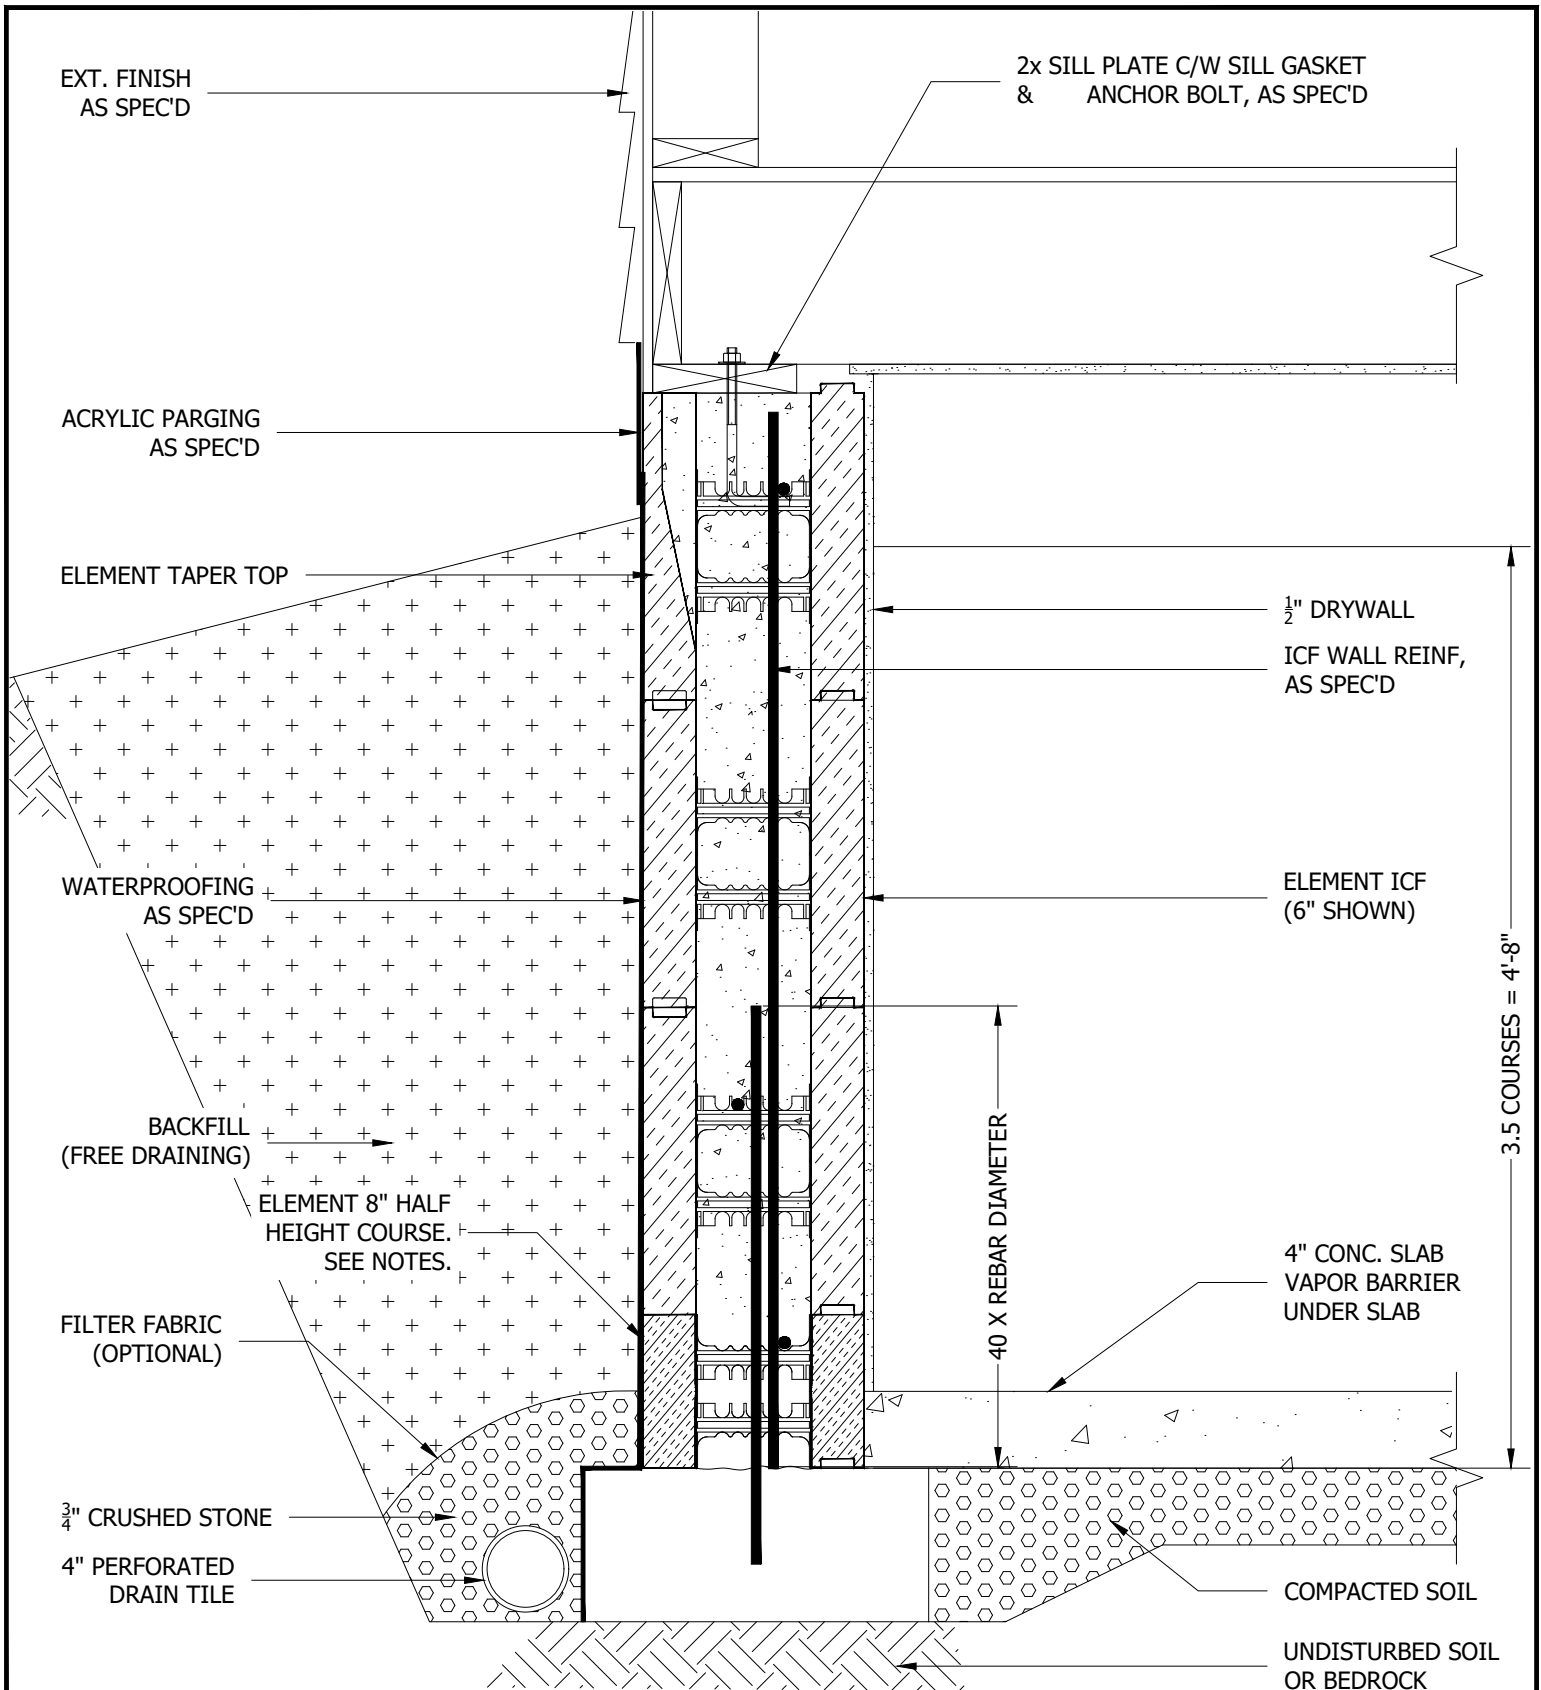 EXT. FINISH
AS SPEC'D
2x SILL PLATE C/W SILL GASKET
& ANCHOR BOLT, AS SPEC'D
ACRYLIC PARGING
AS SPEC'D
ELEMENT TAPER TOP
1/2" DRYWALL
ICF WALL REINF,
AS SPEC'D
WATERPROOFING
AS SPEC'D
ELEMENT ICF
(6" SHOWN)
3.5 COURSES = 4'-8"
BACKFILL
(FREE DRAINING)
40 X REBAR DIAMETER
ELEMENT 8" HALF
HEIGHT COURSE.
SEE NOTES.
4" CONC. SLAB
VAPOR BARRIER
UNDER SLAB
FILTER FABRIC
(OPTIONAL)
3/4" CRUSHED STONE
4" PERFORATED
DRAIN TILE
COMPACTED SOIL
UNDISTURBED SOIL
OR BEDROCK